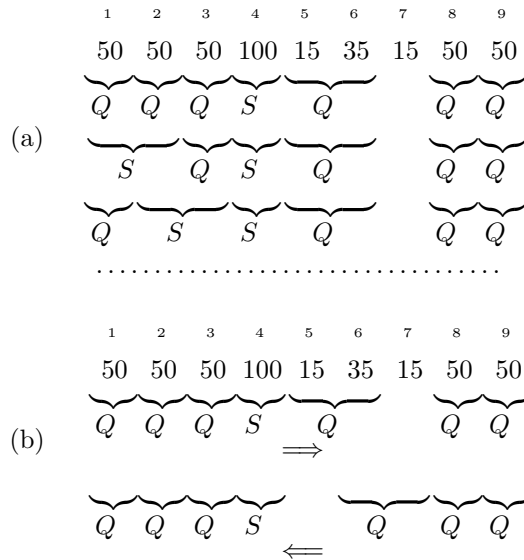 1 2 3 4 5 6 7 8 9
50 50 50 100 15 35 15 50 50
Q Q Q S Q Q Q
(a)
S Q S Q Q Q
Q S S Q Q Q
. . . . . . . . . . . . . . . . . . . . . . . . . . . . . . . . . .
1 2 3 4 5 6 7 8 9
50 50 50 100 15 35 15 50 50
Q Q Q S Q Q Q
(b)
⟹
Q Q Q S Q Q Q
⟸